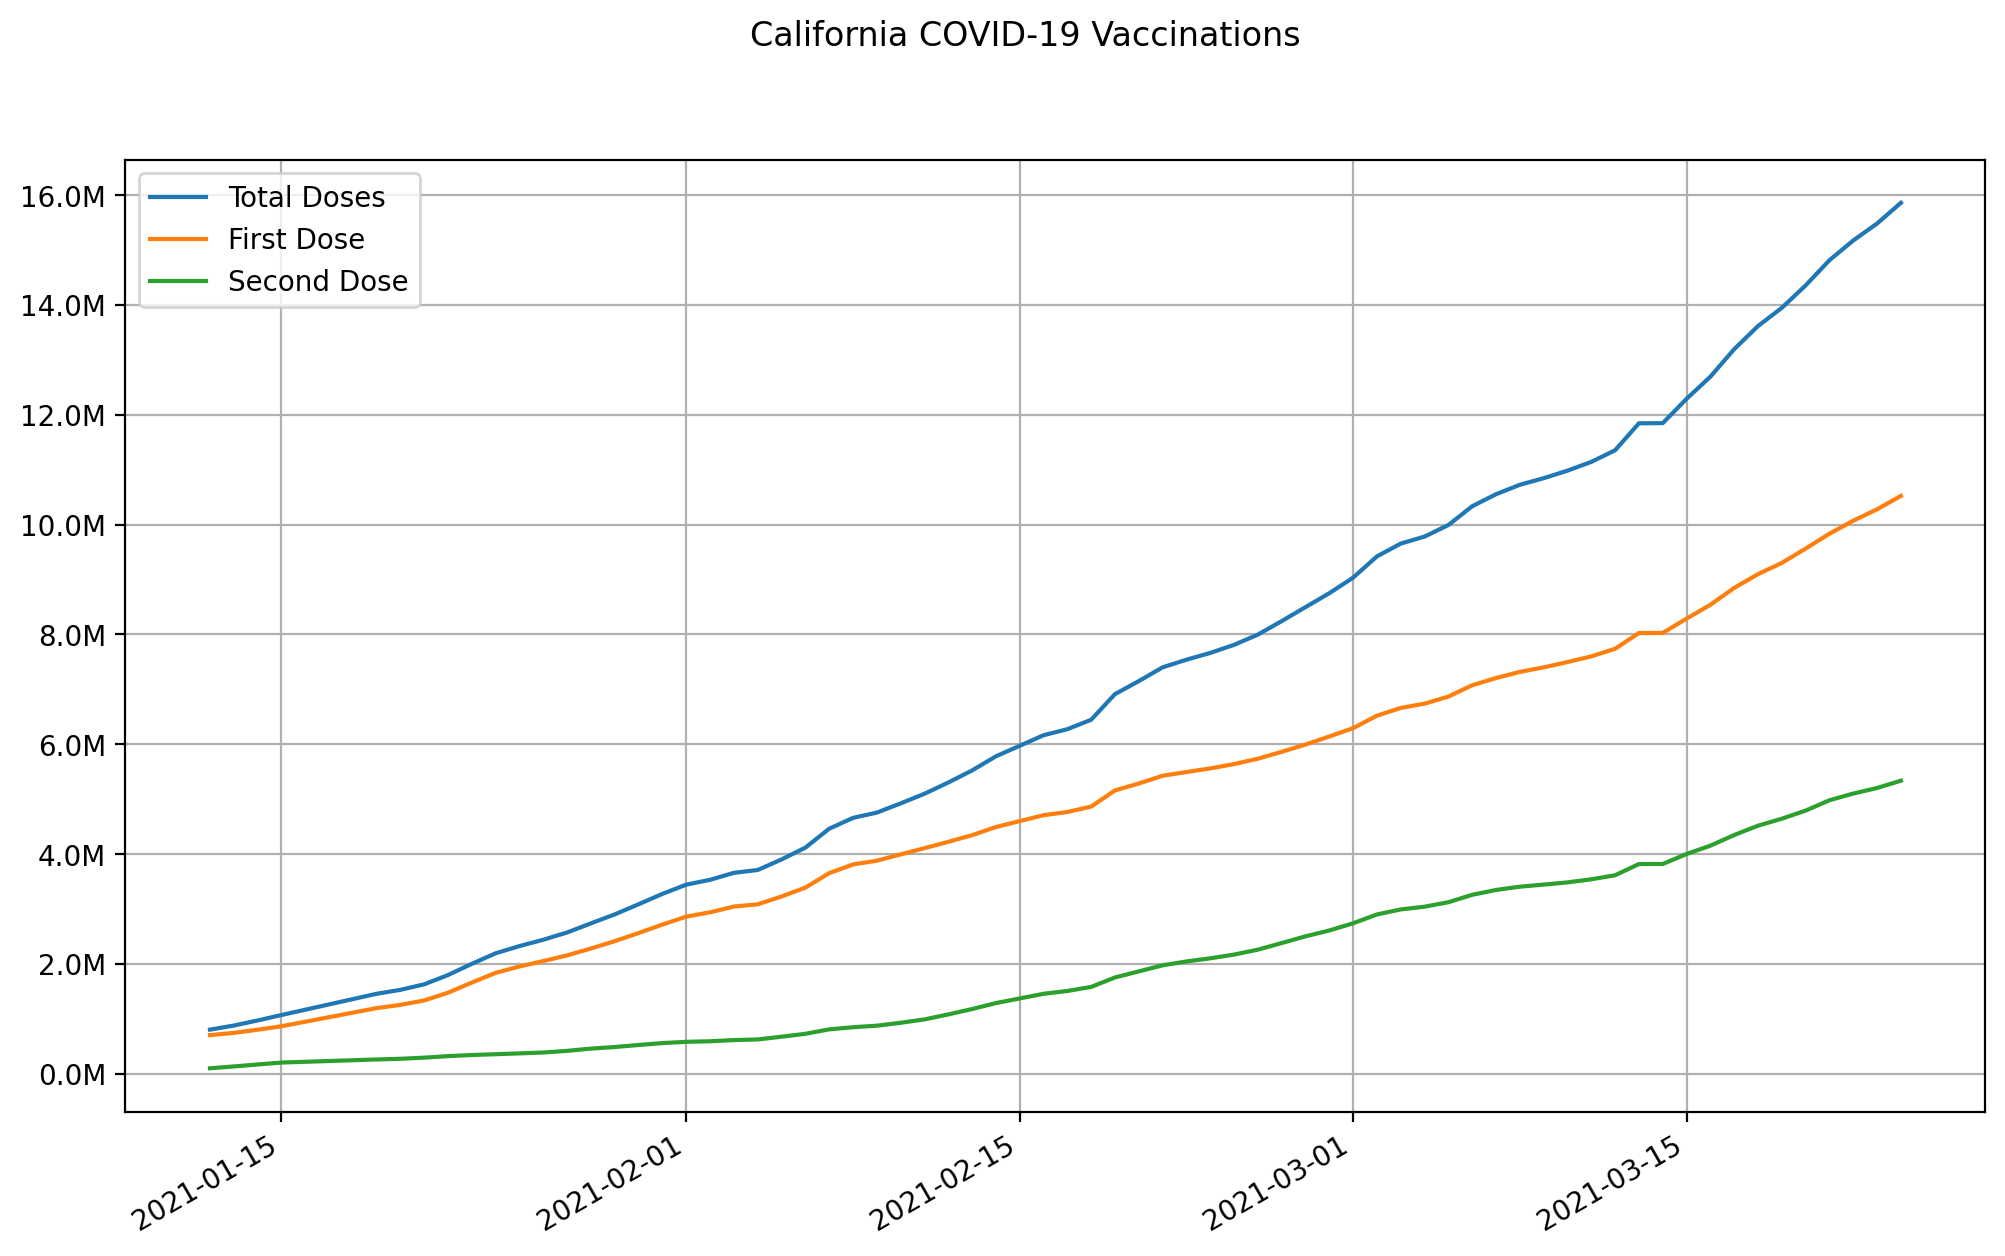 California COVID-19 Vaccinations
Total Doses
First Dose
Second Dose
16.0M
14.0M
12.0M
10.0M
8.0M
6.0M
4.0M
2.0M
0.0M
2021-01-15
2021-02-01
2021-02-15
2021-03-01
2021-03-15